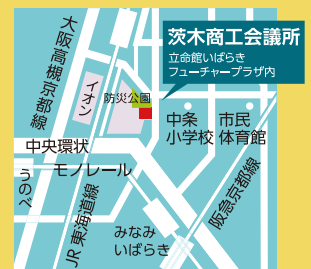 茨木商工会議所
立命館いばらき
フューチャープラザ内
大阪高槻京都線
イオン
防災公園
中条
小学校
市民
体育館
中央環状
モノレール
うのべ
JR東海道線
阪急京都線
みなみ
いばらき